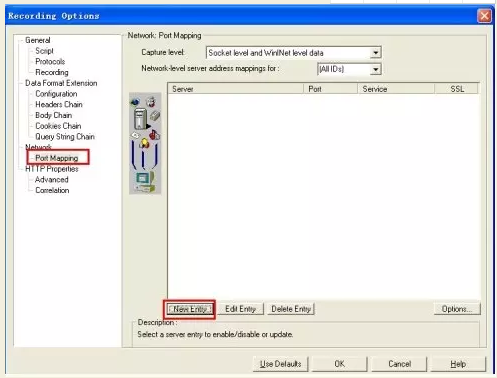 Recording Options
General
Script
Protocols
Recording
Data Format Extension
Configuration
Headers Chain
Body Chain
Cookies Chain
Query String Chain
Network
Port Mapping
HTTP Properties
Advanced
Correlation
Network: Port Mapping
Capture level: Socket level and WinINet level data
Network-level server address mappings for : (All IDs)
Server Port Service SSL
New Entry Edit Entry Delete Entry Options...
Description :
Select a server entry to enable/disable or update.
Use Defaults OK Cancel Help